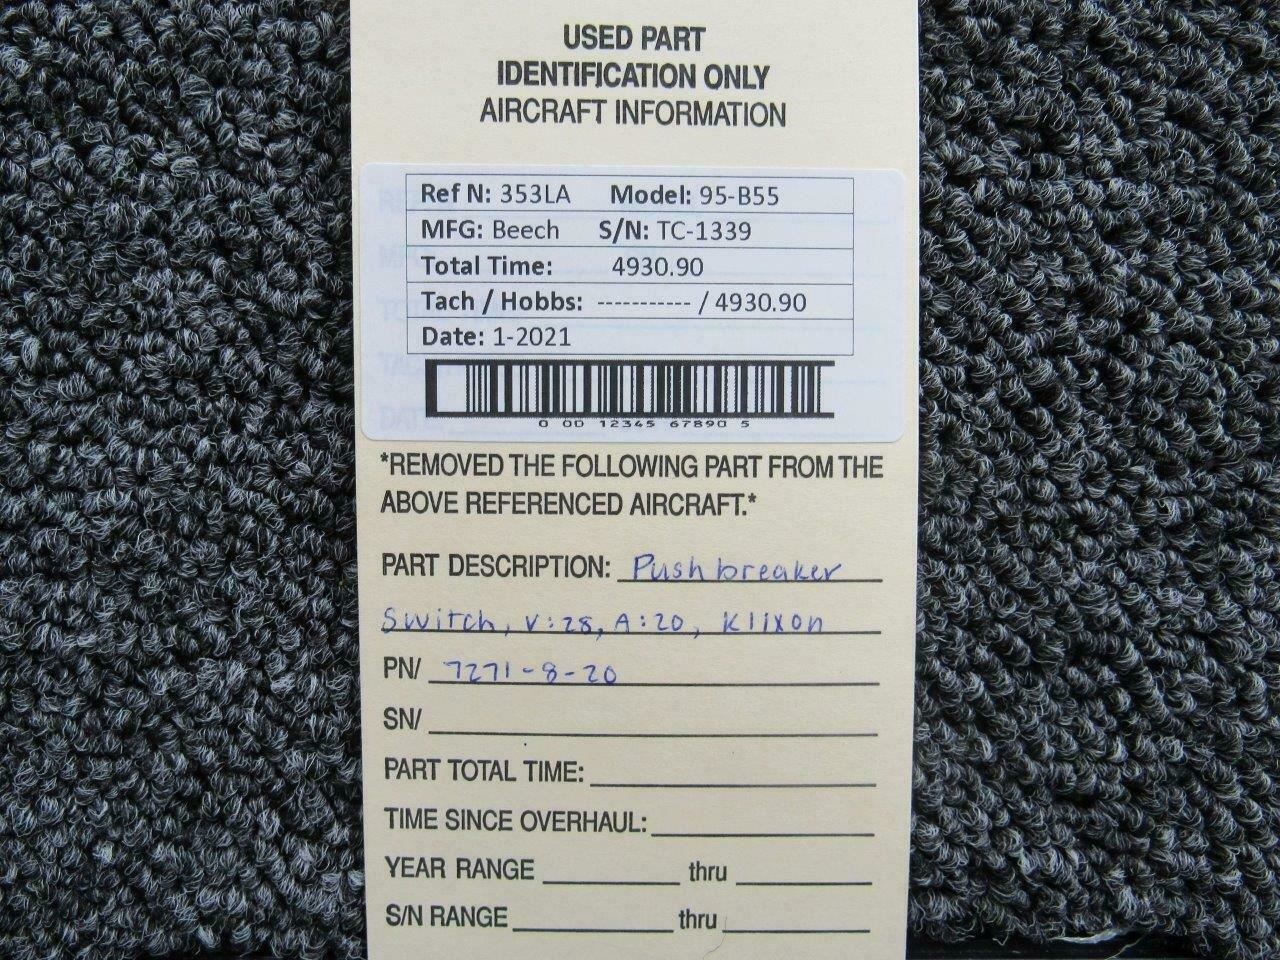 USED PART
IDENTIFICATION ONLY
AIRCRAFT INFORMATION
Ref N: 353LA Model: 95-B55
MFG: Beech S/N: TC-1339
Total Time: 4930.90
Tach / Hobbs: ----------- / 4930.90
Date: 1-2021
0 00 12345 67890 5
*REMOVED THE FOLLOWING PART FROM THE
ABOVE REFERENCED AIRCRAFT.*
PART DESCRIPTION: Push breaker
Switch, V:28, A:20, Klixon
PN/ 7271-8-20
SN/
PART TOTAL TIME:
TIME SINCE OVERHAUL:
YEAR RANGE thru
S/N RANGE thru